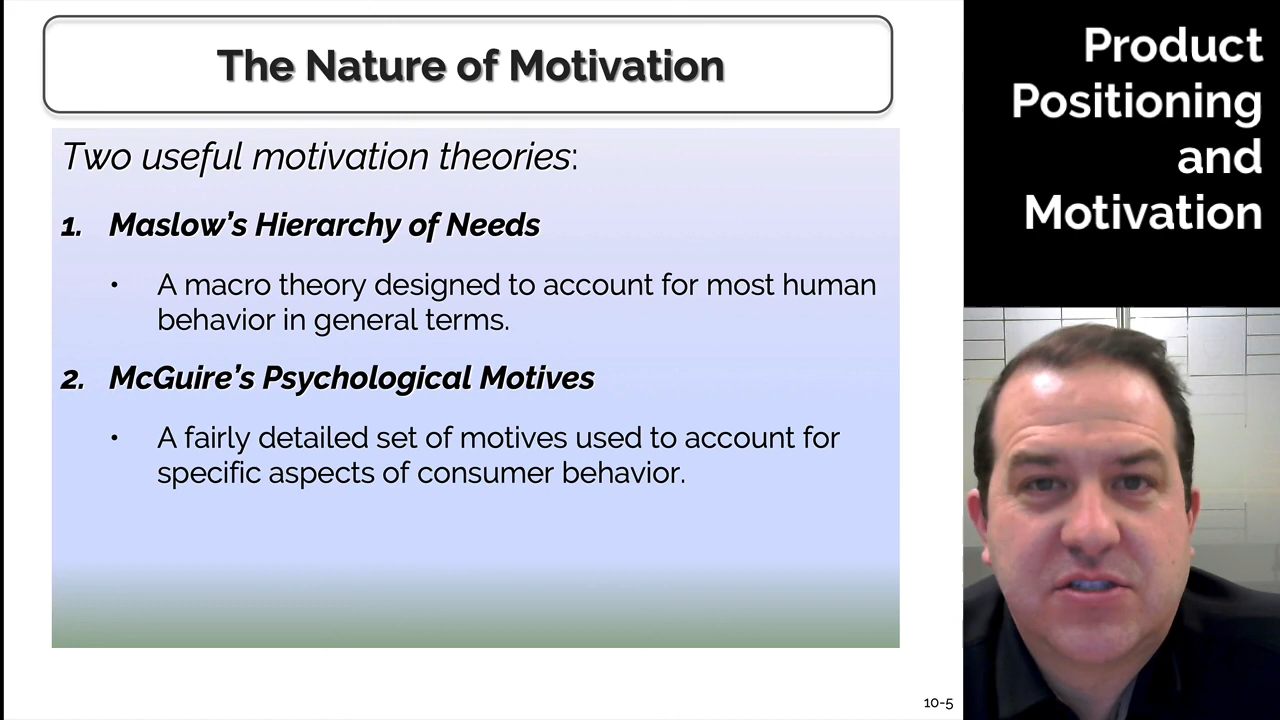 The Nature of Motivation
Two useful motivation theories:
1. Maslow’s Hierarchy of Needs
• A macro theory designed to account for most human
behavior in general terms.
2. McGuire’s Psychological Motives
• A fairly detailed set of motives used to account for
specific aspects of consumer behavior.
10-5
Product
Positioning
and
Motivation